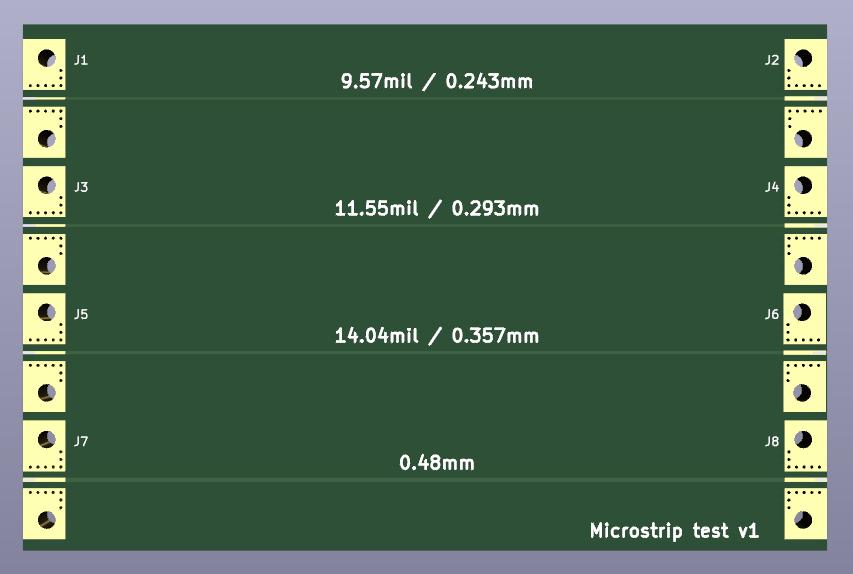 J1
J2
9.57mil / 0.243mm
J3
J4
11.55mil / 0.293mm
J5
J6
14.04mil / 0.357mm
J7
J8
0.48mm
Microstrip test v1